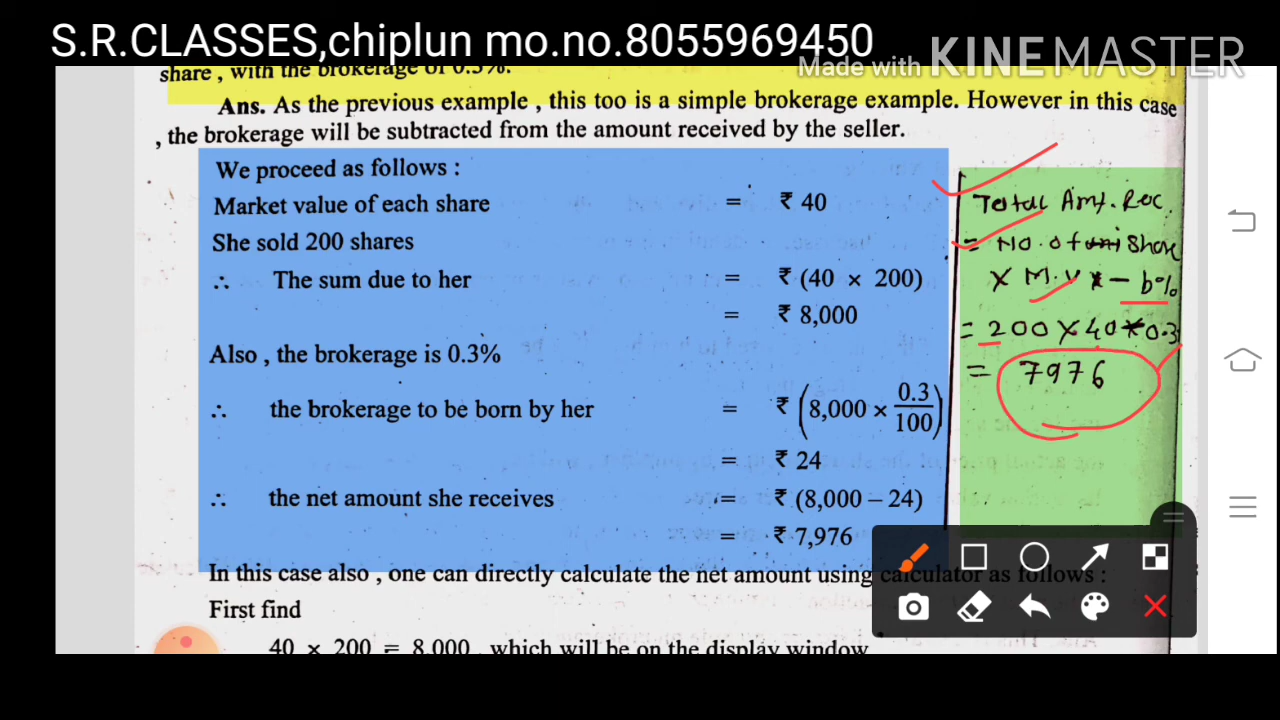 S.R.CLASSES,chiplun mo.no.8055969450
Made with KINEMASTER
share , with the brokerage of 0.3%.
Ans. As the previous example , this too is a simple brokerage example. However in this case
, the brokerage will be subtracted from the amount received by the seller.
We proceed as follows :
Market value of each share = ₹ 40
She sold 200 shares
∴ The sum due to her = ₹ (40 × 200)
= ₹ 8,000
Also , the brokerage is 0.3%
∴ the brokerage to be born by her = ₹ (8,000 × 0.3/100)
= ₹ 24
∴ the net amount she receives = ₹ (8,000 – 24)
= ₹ 7,976
In this case also , one can directly calculate the net amount using calculator as follows :
First find
40 × 200 = 8,000 , which will be on the display window
Total Amt. Rec.
= No. of Share
× M.V – b%
= 200 × 40 0.3
= 7976